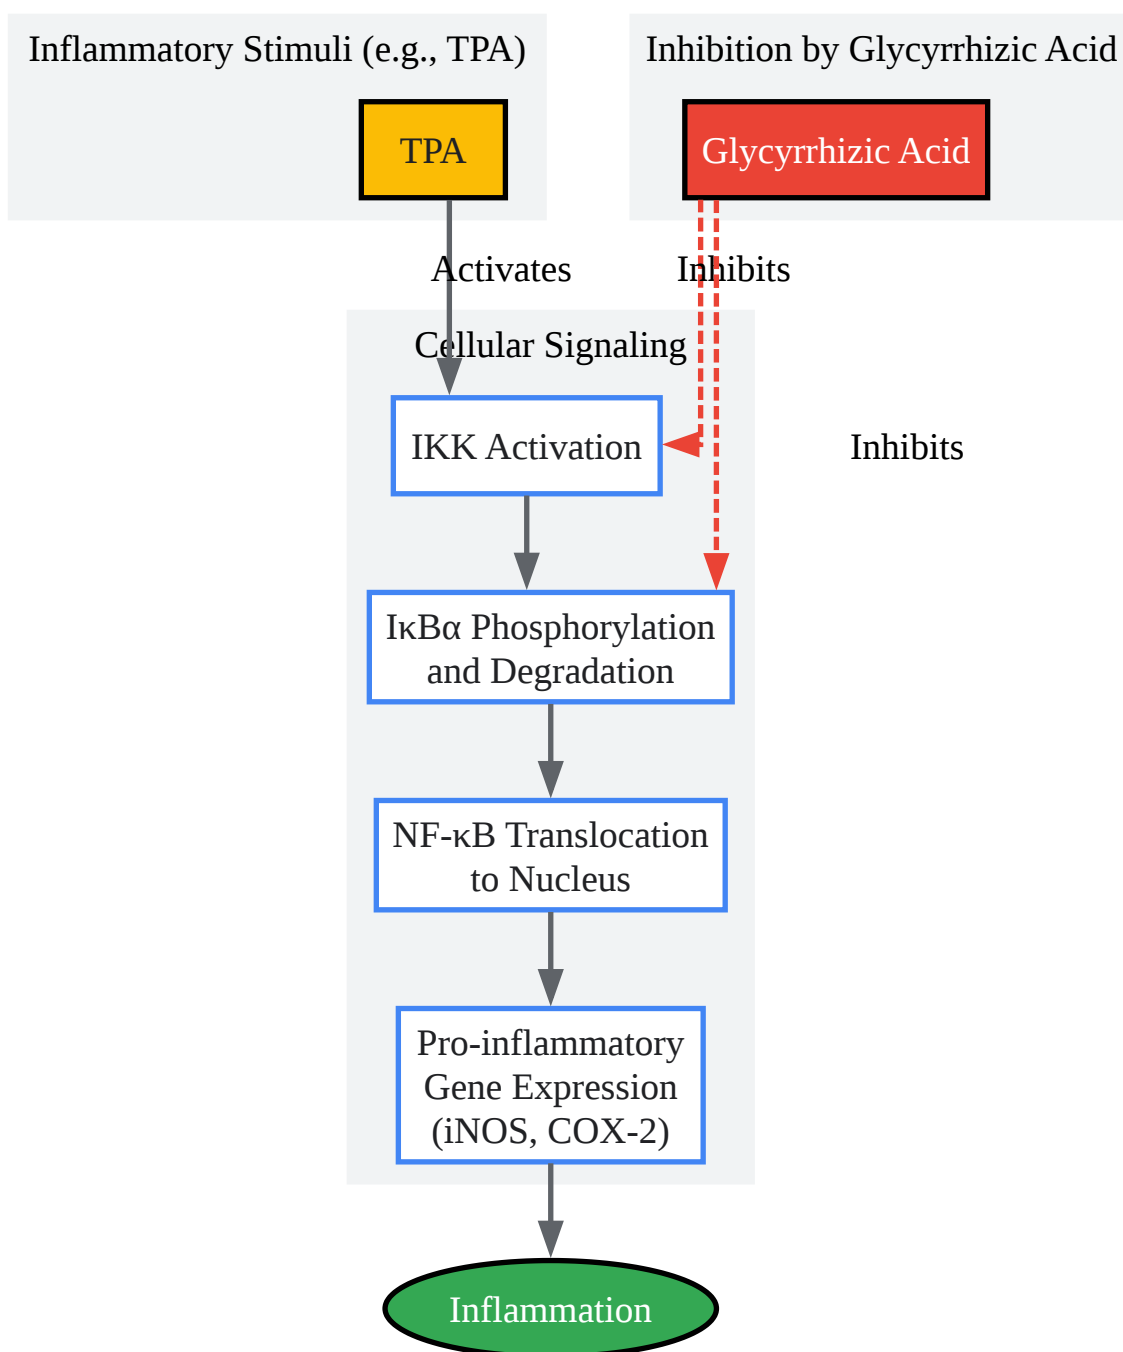 Inflammatory Stimuli (e.g., TPA)
Inhibition by Glycyrrhizic Acid
TPA
Glycyrrhizic Acid
Activates
Inhibits
Cellular Signaling
IKK Activation
Inhibits
IκBα Phosphorylation
and Degradation
NF-κB Translocation
to Nucleus
Pro-inflammatory
Gene Expression
(iNOS, COX-2)
Inflammation